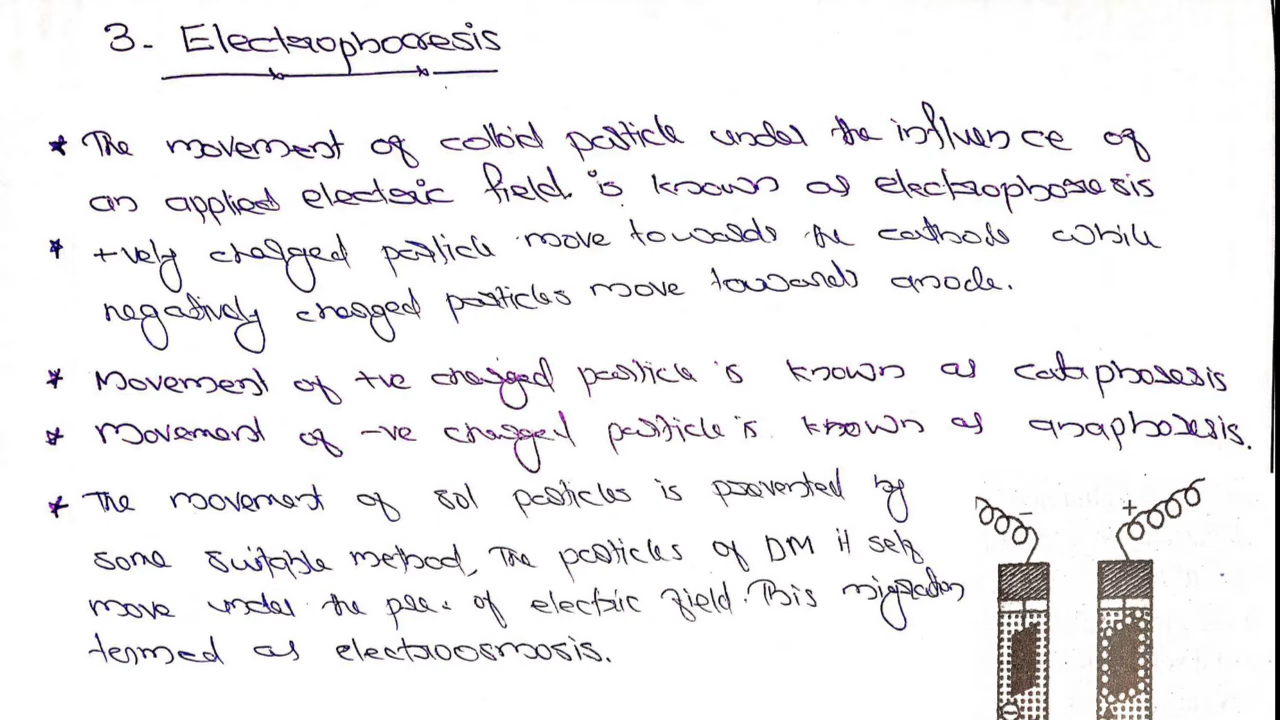 3. Electrophoresis
* The movement of colloid particle under the influence of
an applied electric field is known as electrophoresis
* +vely charged particle move towards the cathode while
negatively charged particles move towards anode.
* Movement of +ve charged particle is known as cataphoresis
* Movement of -ve charged particle is known as anaphoresis.
* The movement of sol particles is prevented by
some suitable method, The particles of DM it self
move under the pre. of electric field. This migration
termed as electroosmosis.
- +